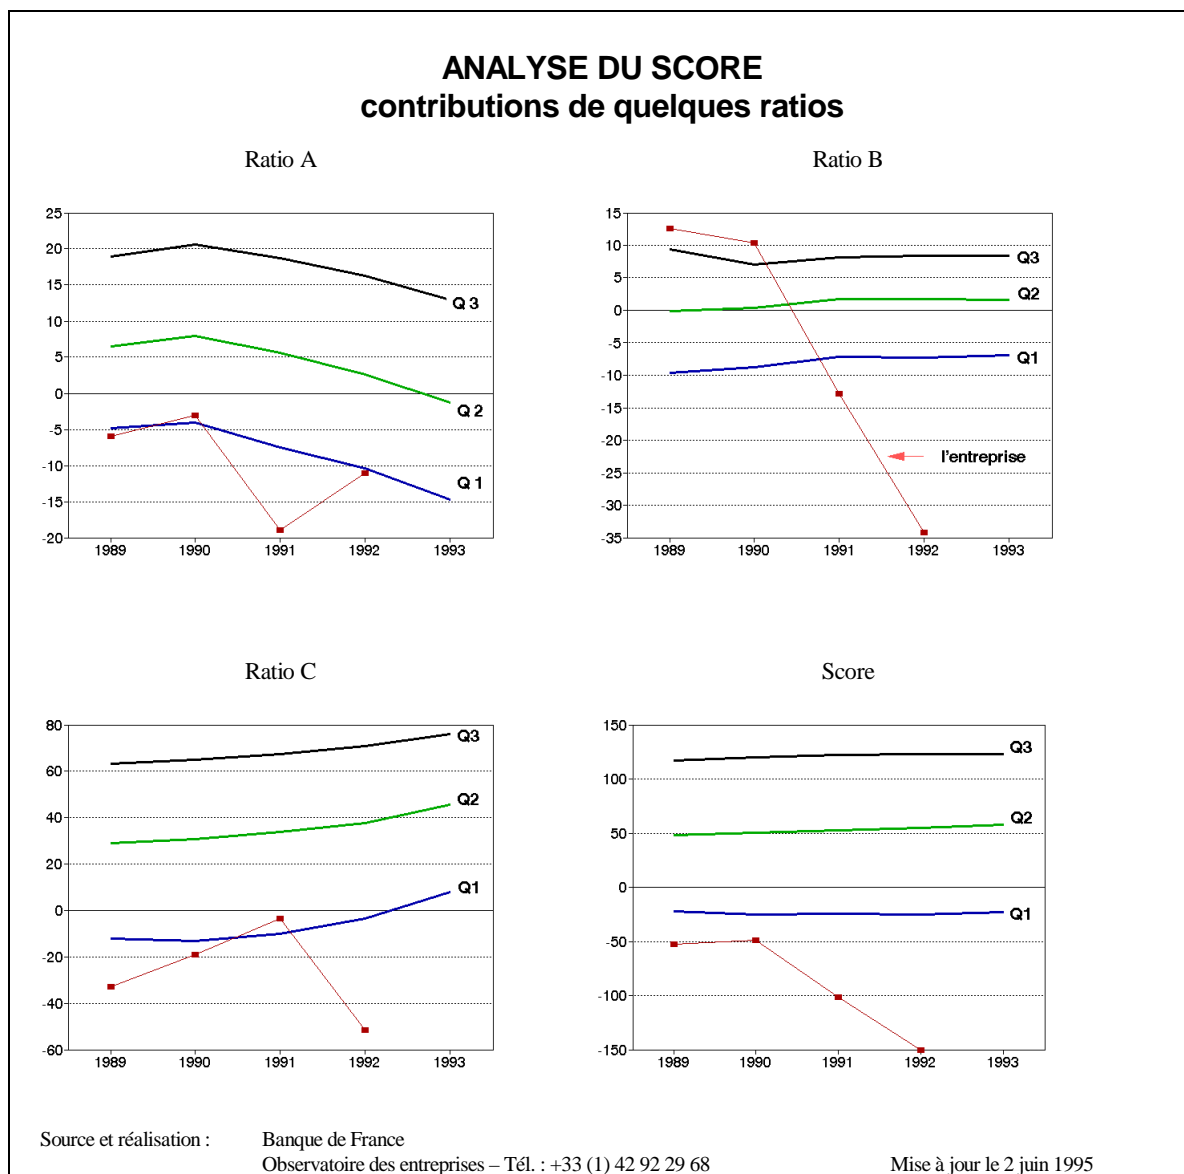 ANALYSE DU SCORE
contributions de quelques ratios
Ratio A
25
20
15
10
5
0
-5
-10
-15
-20
Q 3
Q 2
Q 1
1989 1990 1991 1992 1993
Ratio B
15
10
5
0
-5
-10
-15
-20
-25
-30
-35
Q3
Q2
Q1
l'entreprise
1989 1990 1991 1992 1993
Ratio C
80
60
40
20
0
-20
-40
-60
Q3
Q2
Q1
1989 1990 1991 1992 1993
Score
150
100
50
0
-50
-100
-150
Q3
Q2
Q1
1989 1990 1991 1992 1993
Source et réalisation : Banque de France
Observatoire des entreprises – Tél. : +33 (1) 42 92 29 68 Mise à jour le 2 juin 1995